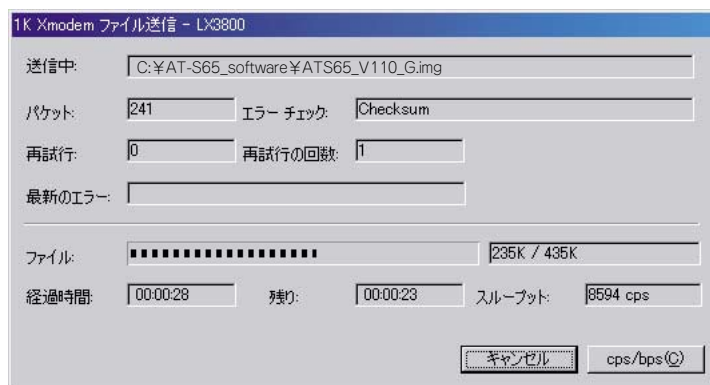 1K Xmodem ファイル送信 - LX3800
送信中: C:¥AT-S65_software¥ATS65_V110_G.img
パケット: 241 エラー チェック: Checksum
再試行: 0 再試行の回数: 1
最新のエラー:
ファイル: 235K / 435K
経過時間: 00:00:28 残り: 00:00:23 スループット: 8594 cps
キャンセル cps/bps(C)